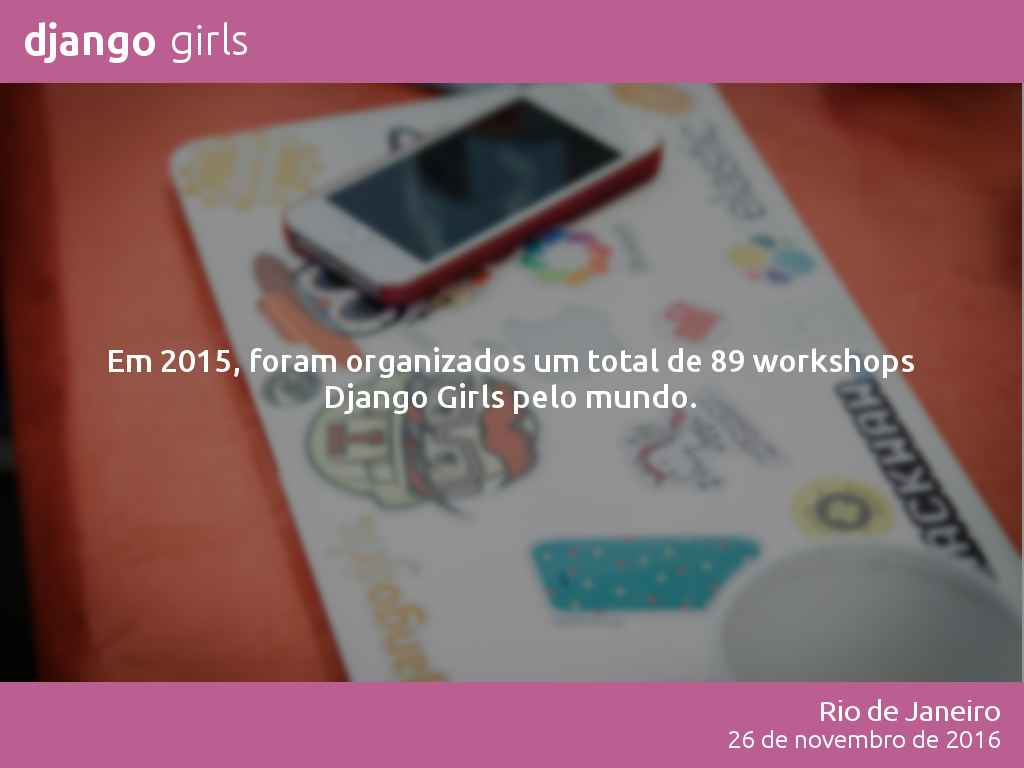 django girls
Em 2015, foram organizados um total de 89 workshops
Django Girls pelo mundo.
HACKHAM
Rio de Janeiro
26 de novembro de 2016